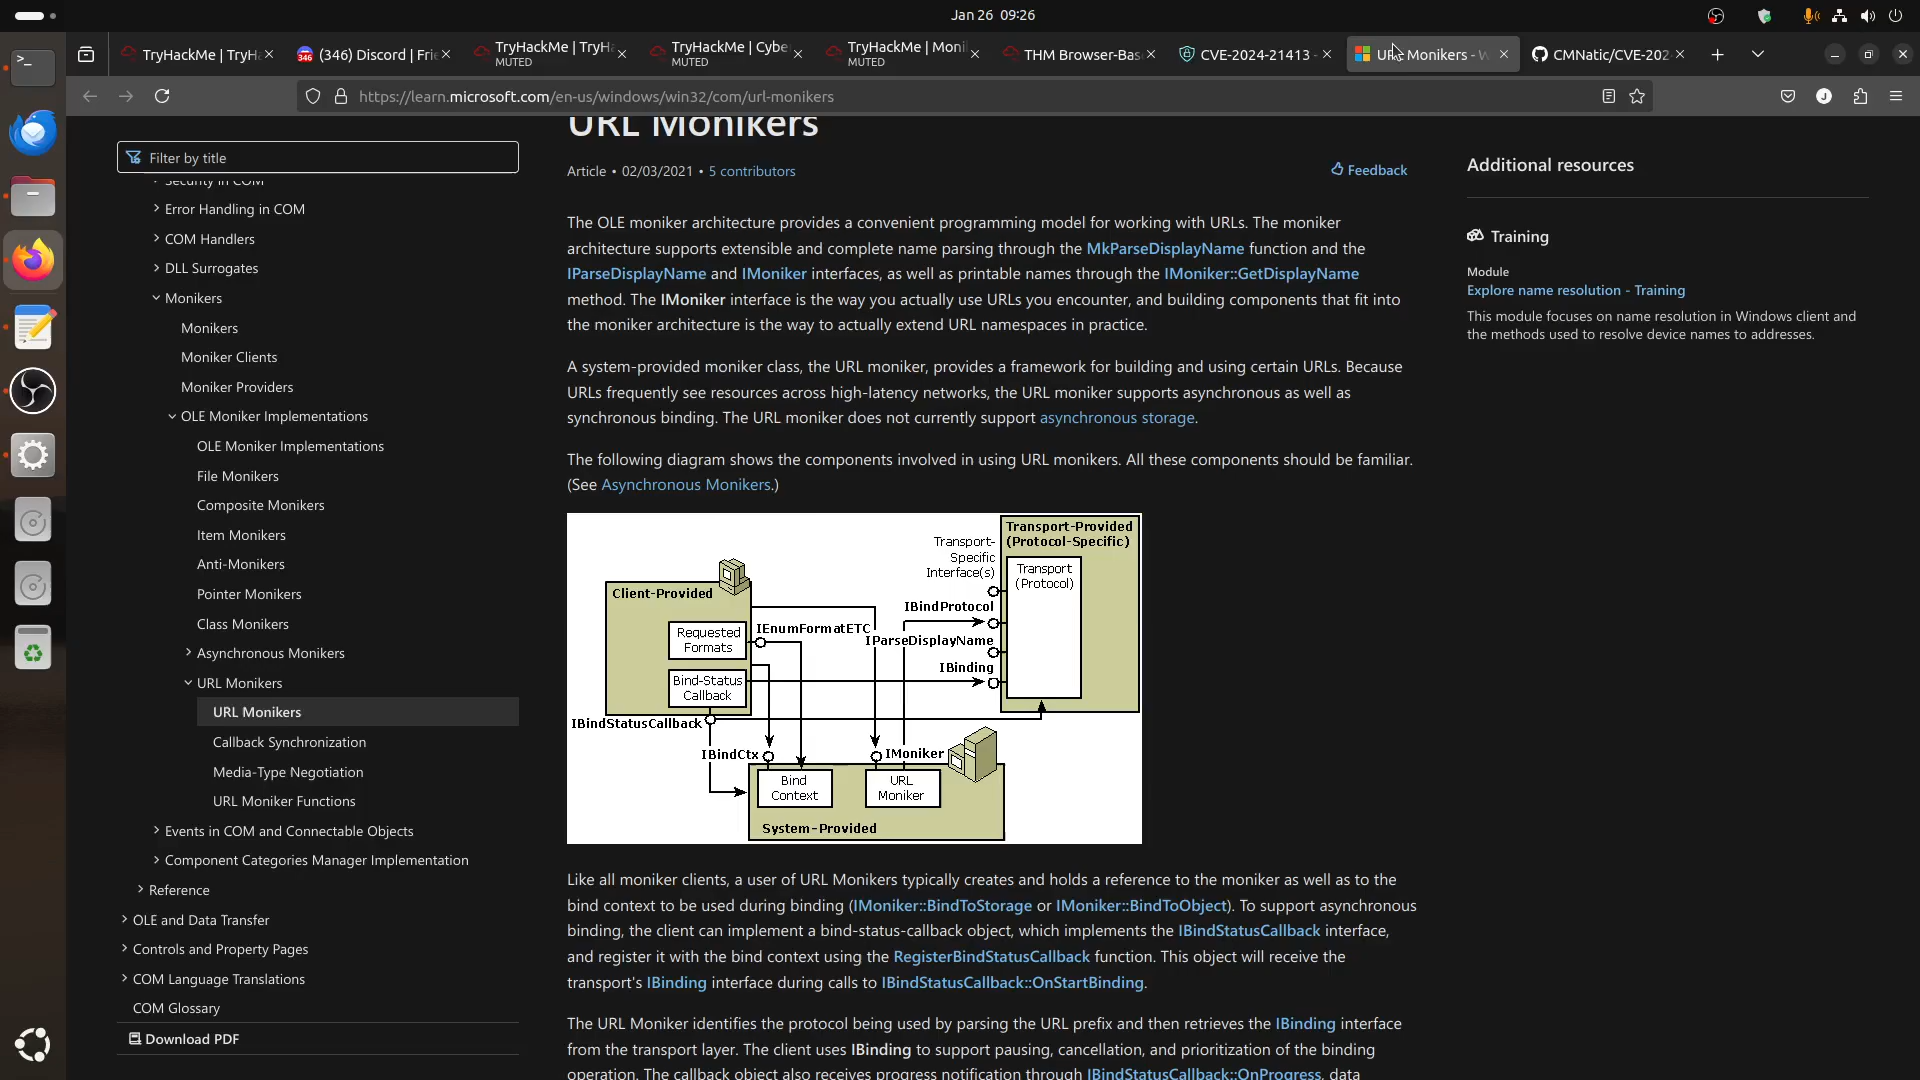 Jan 26 09:26
TryHackMe | TryH
(346) Discord | Frie
TryHackMe | TryHa
MUTED
TryHackMe | Cybe
MUTED
TryHackMe | Moni
MUTED
THM Browser-Bas
CVE-2024-21413 -
URL Monikers - W
CMNatic/CVE-202
https://learn.microsoft.com/en-us/windows/win32/com/url-monikers
Filter by title
Security in COM
Error Handling in COM
COM Handlers
DLL Surrogates
Monikers
Monikers
Moniker Clients
Moniker Providers
OLE Moniker Implementations
OLE Moniker Implementations
File Monikers
Composite Monikers
Item Monikers
Anti-Monikers
Pointer Monikers
Class Monikers
Asynchronous Monikers
URL Monikers
URL Monikers
Callback Synchronization
Media-Type Negotiation
URL Moniker Functions
Events in COM and Connectable Objects
Component Categories Manager Implementation
Reference
OLE and Data Transfer
Controls and Property Pages
COM Language Translations
COM Glossary
Download PDF
URL Monikers
Article • 02/03/2021 • 5 contributors
Feedback
The OLE moniker architecture provides a convenient programming model for working with URLs. The moniker
architecture supports extensible and complete name parsing through the MkParseDisplayName function and the
IParseDisplayName and IMoniker interfaces, as well as printable names through the IMoniker::GetDisplayName
method. The IMoniker interface is the way you actually use URLs you encounter, and building components that fit into
the moniker architecture is the way to actually extend URL namespaces in practice.
A system-provided moniker class, the URL moniker, provides a framework for building and using certain URLs. Because
URLs frequently see resources across high-latency networks, the URL moniker supports asynchronous as well as
synchronous binding. The URL moniker does not currently support asynchronous storage.
The following diagram shows the components involved in using URL monikers. All these components should be familiar.
(See Asynchronous Monikers.)
Transport-Provided
(Protocol-Specific)
Transport-
Specific
Interface(s)
Transport
(Protocol)
Client-Provided
IBindProtocol
Requested
Formats
IEnumFormatETC
IParseDisplayName
IBinding
Bind-Status
Callback
IBindStatusCallback
IBindCtx
IMoniker
Bind
Context
URL
Moniker
System-Provided
Like all moniker clients, a user of URL Monikers typically creates and holds a reference to the moniker as well as to the
bind context to be used during binding (IMoniker::BindToStorage or IMoniker::BindToObject). To support asynchronous
binding, the client can implement a bind-status-callback object, which implements the IBindStatusCallback interface,
and register it with the bind context using the RegisterBindStatusCallback function. This object will receive the
transport's IBinding interface during calls to IBindStatusCallback::OnStartBinding.
The URL Moniker identifies the protocol being used by parsing the URL prefix and then retrieves the IBinding interface
from the transport layer. The client uses IBinding to support pausing, cancellation, and prioritization of the binding
operation. The callback object also receives progress notification through IBindStatusCallback::OnProgress, data
Additional resources
Training
Module
Explore name resolution - Training
This module focuses on name resolution in Windows client and
the methods used to resolve device names to addresses.